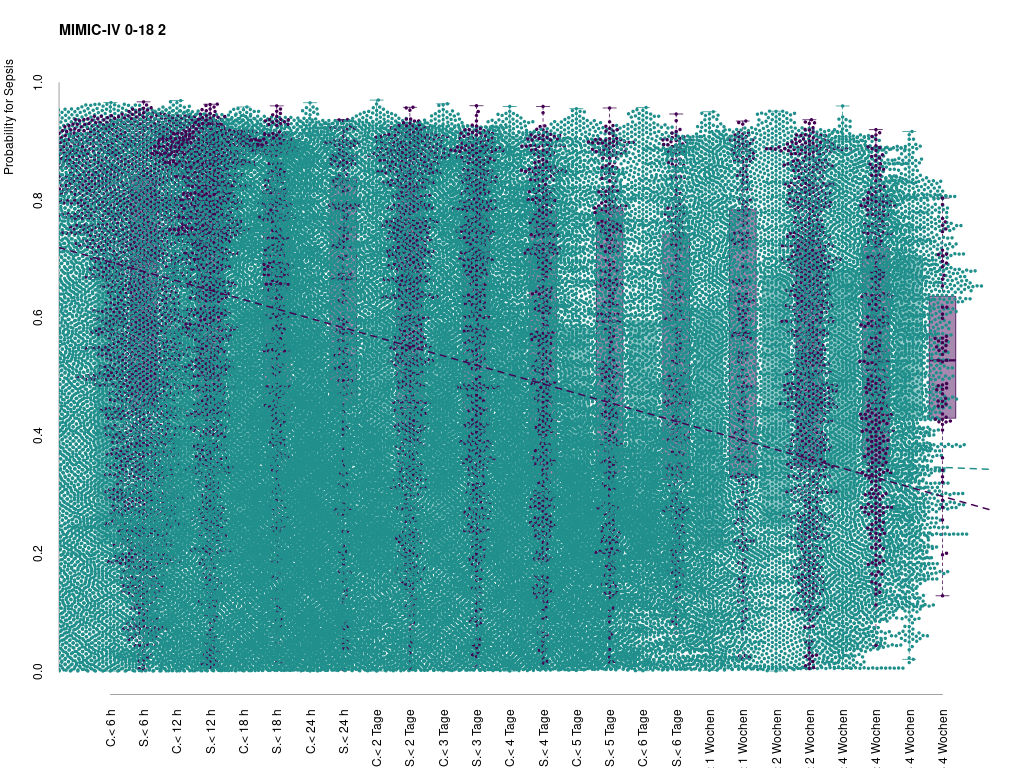 MIMIC-IV 0-18 2
Probability for Sepsis
1.0
0.8
0.6
0.4
0.2
0.0
C.< 6 h
S.< 6 h
C.< 12 h
S.< 12 h
C.< 18 h
S.< 18 h
C.< 24 h
S.< 24 h
C.< 2 Tage
S.< 2 Tage
C.< 3 Tage
S.< 3 Tage
C.< 4 Tage
S.< 4 Tage
C.< 5 Tage
S.< 5 Tage
C.< 6 Tage
S.< 6 Tage
1 Wochen
1 Wochen
2 Wochen
2 Wochen
4 Wochen
4 Wochen
4 Wochen
4 Wochen